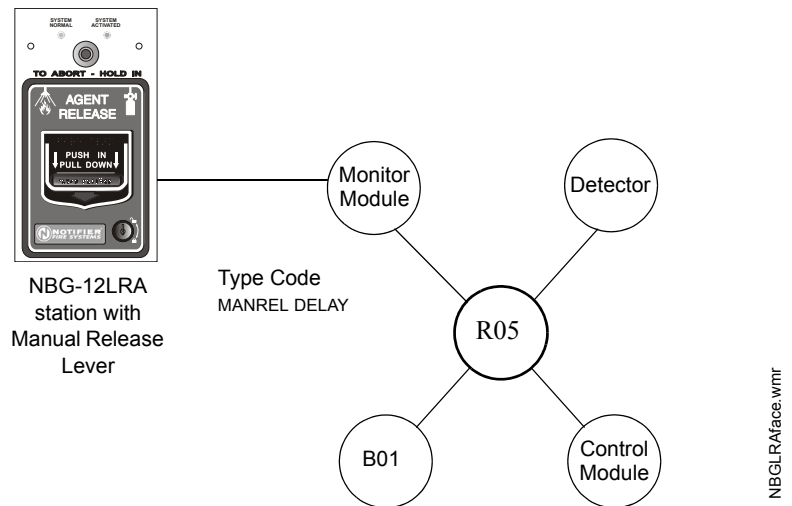 SYSTEM
NORMAL
SYSTEM
ACTIVATED
TO ABORT - HOLD IN
AGENT
RELEASE
PUSH IN
PULL DOWN
NOTIFIER
FIRE SYSTEMS
NBG-12LRA
station with
Manual Release
Lever
Monitor
Module
Detector
Type Code
MANREL DELAY
R05
B01
Control
Module
NBGLRAface.wmr